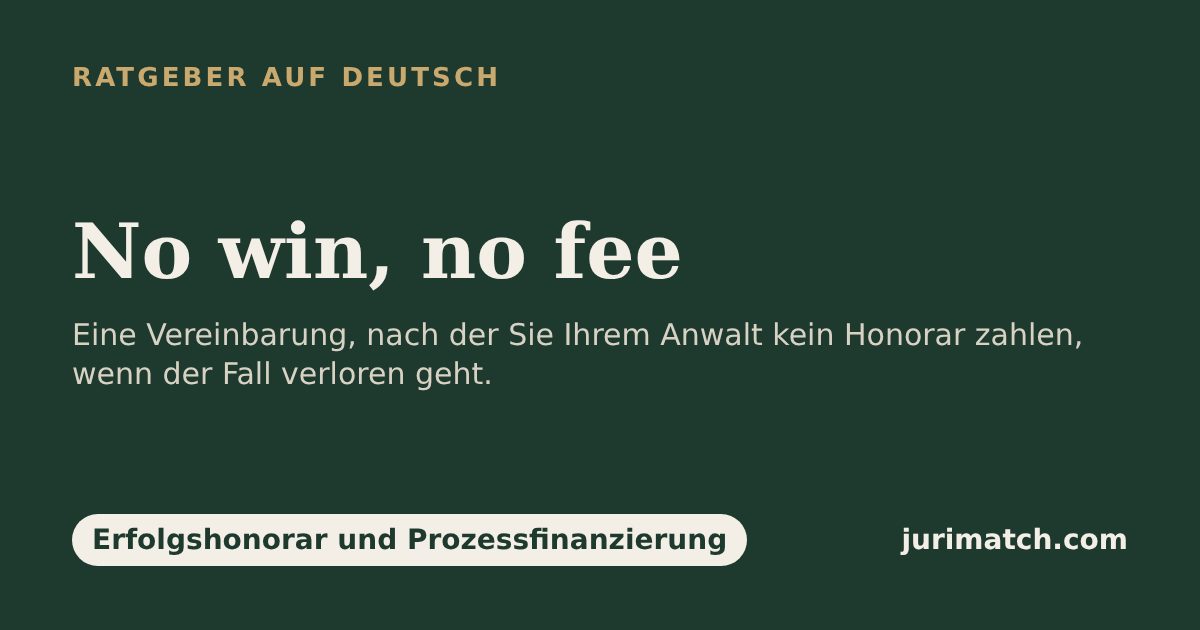 RATGEBER AUF DEUTSCH
No win, no fee
Eine Vereinbarung, nach der Sie Ihrem Anwalt kein Honorar zahlen,
wenn der Fall verloren geht.
Erfolgshonorar und Prozessfinanzierung
jurimatch.com